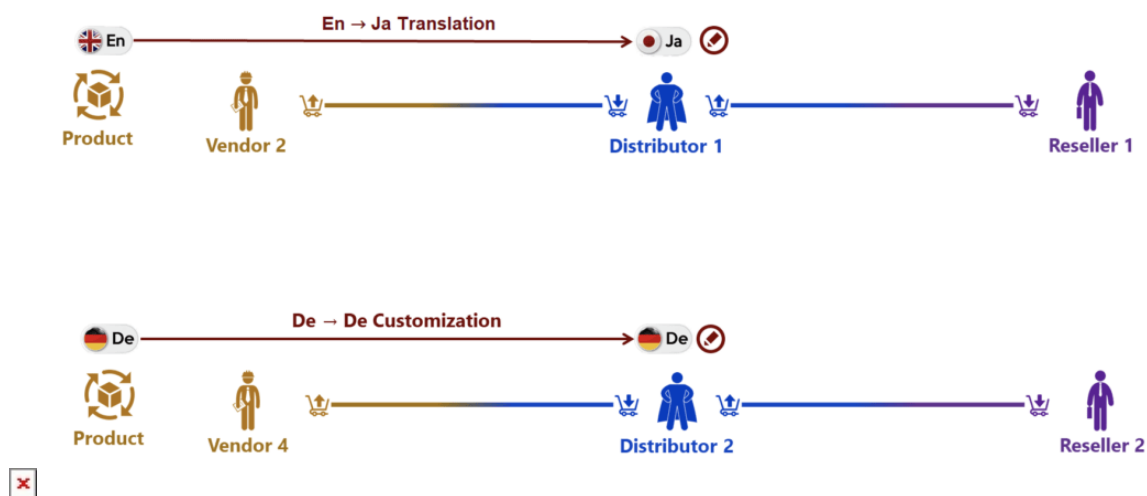 En → Ja Translation
En
Ja
Product
Vendor 2
Distributor 1
Reseller 1
De → De Customization
De
De
Product
Vendor 4
Distributor 2
Reseller 2